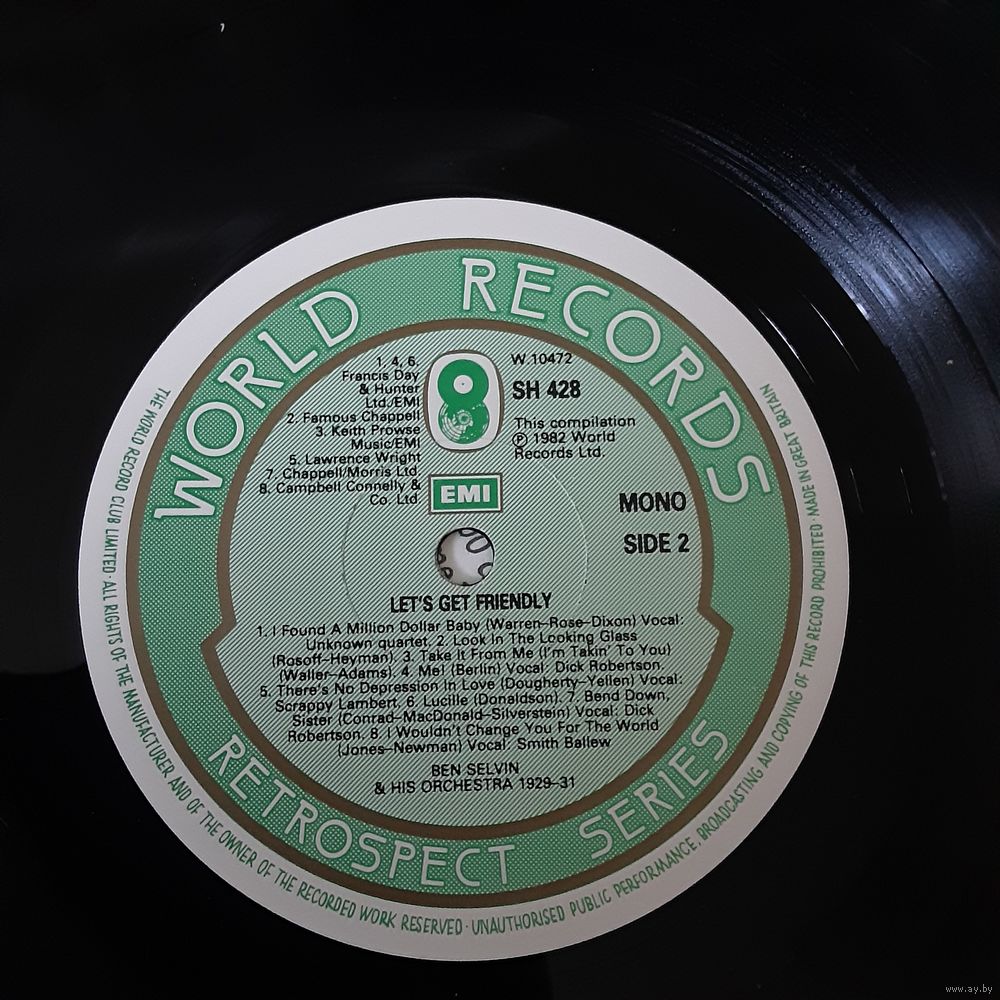 WORLD RECORDS
1. 4, 6.
Francis Day
& Hunter
Ltd./EMI
2. Famous Chappell
3. Keith Prowse
Music/EMI
5. Lawrence Wright
7. Chappell/Morris Ltd.
8. Campbell Connelly &
Co. Ltd.
EMI
W 10472
SH 428
This compilation
℗ 1982 World
Records Ltd.
MONO
SIDE 2
LET'S GET FRIENDLY
1. I Found A Million Dollar Baby (Warren–Rose–Dixon) Vocal:
Unknown quartet. 2. Look In The Looking Glass
(Rosoff–Heyman). 3. Take It From Me (I'm Takin' To You)
(Waller–Adams). 4. Me! (Berlin) Vocal: Dick Robertson.
5. There's No Depression In Love (Dougherty–Yellen) Vocal:
Scrappy Lambert. 6. Lucille (Donaldson). 7. Bend Down,
Sister (Conrad–MacDonald–Silverstein) Vocal: Dick
Robertson. 8. I Wouldn't Change You For The World
(Jones–Newman) Vocal: Smith Ballew
BEN SELVIN
& HIS ORCHESTRA 1929–31
RETROSPECT SERIES
THE WORLD RECORD CLUB LIMITED · ALL RIGHTS OF THE MANUFACTURER AND OF THE OWNER OF THE RECORDED WORK RESERVED · UNAUTHORISED PUBLIC PERFORMANCE, BROADCASTING AND COPYING OF THIS RECORD PROHIBITED · MADE IN GREAT BRITAIN
www.ay.by